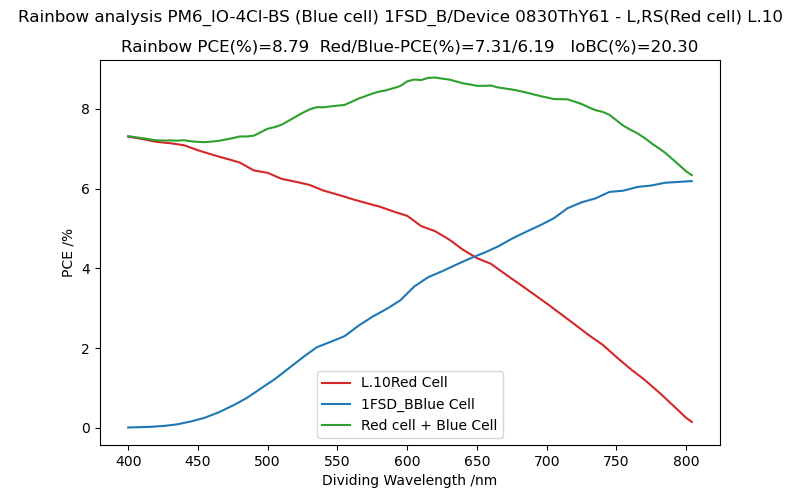 Rainbow analysis PM6_IO-4Cl-BS (Blue cell) 1FSD_B/Device 0830ThY61 - L,RS(Red cell) L.10
Rainbow PCE(%)=8.79  Red/Blue-PCE(%)=7.31/6.19   IoBC(%)=20.30
PCE /%
8
6
4
2
0
L.10Red Cell
1FSD_BBlue Cell
Red cell + Blue Cell
400 450 500 550 600 650 700 750 800
Dividing Wavelength /nm